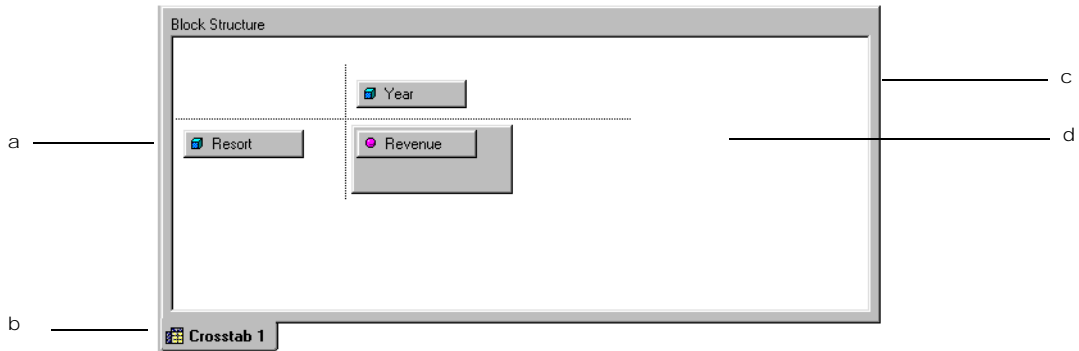 Block Structure
c
Year
a
Resort
Revenue
d
b
Crosstab 1